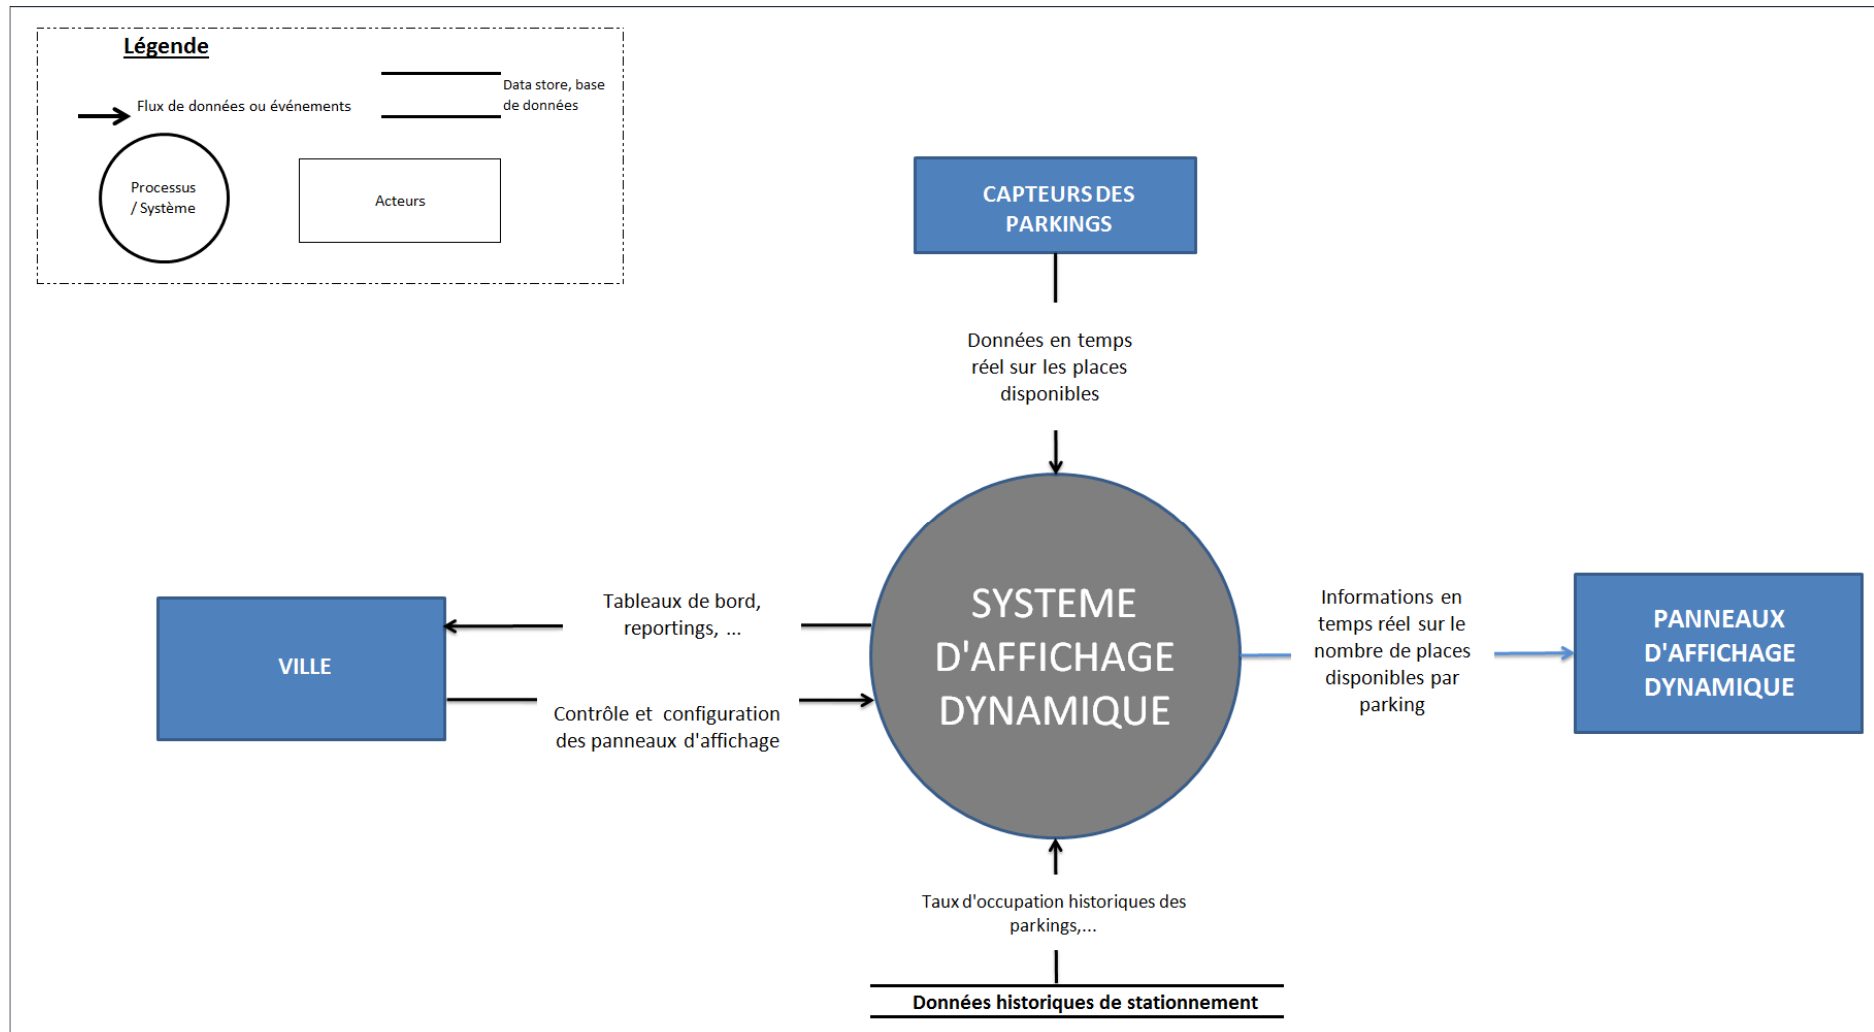 Légende
Data store, base
de données
Flux de données ou événements
Processus
/ Système
Acteurs
CAPTEURS DES
PARKINGS
Données en temps
réel sur les places
disponibles
SYSTEME
D'AFFICHAGE
DYNAMIQUE
Tableaux de bord,
reportings, ...
VILLE
Contrôle et configuration
des panneaux d'affichage
Informations en
temps réel sur le
nombre de places
disponibles par
parking
PANNEAUX
D'AFFICHAGE
DYNAMIQUE
Taux d'occupation historiques des
parkings,...
Données historiques de stationnement